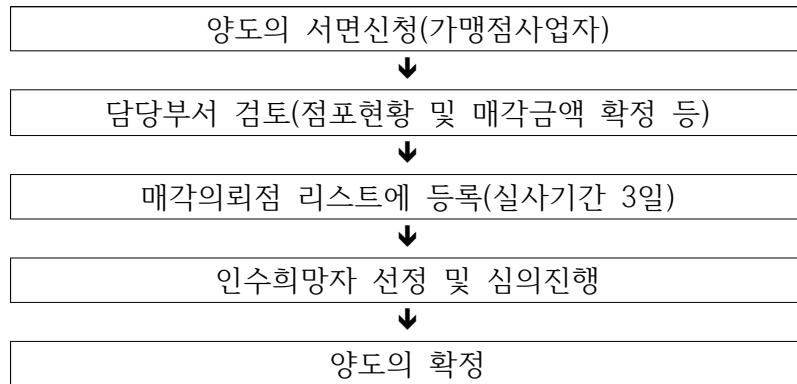 양도의 서면신청(가맹점사업자)
🡻
담당부서 검토(점포현황 및 매각금액 확정 등)
🡻
매각의뢰점 리스트에 등록(실사기간 3일)
🡻
인수희망자 선정 및 심의진행
🡻
양도의 확정